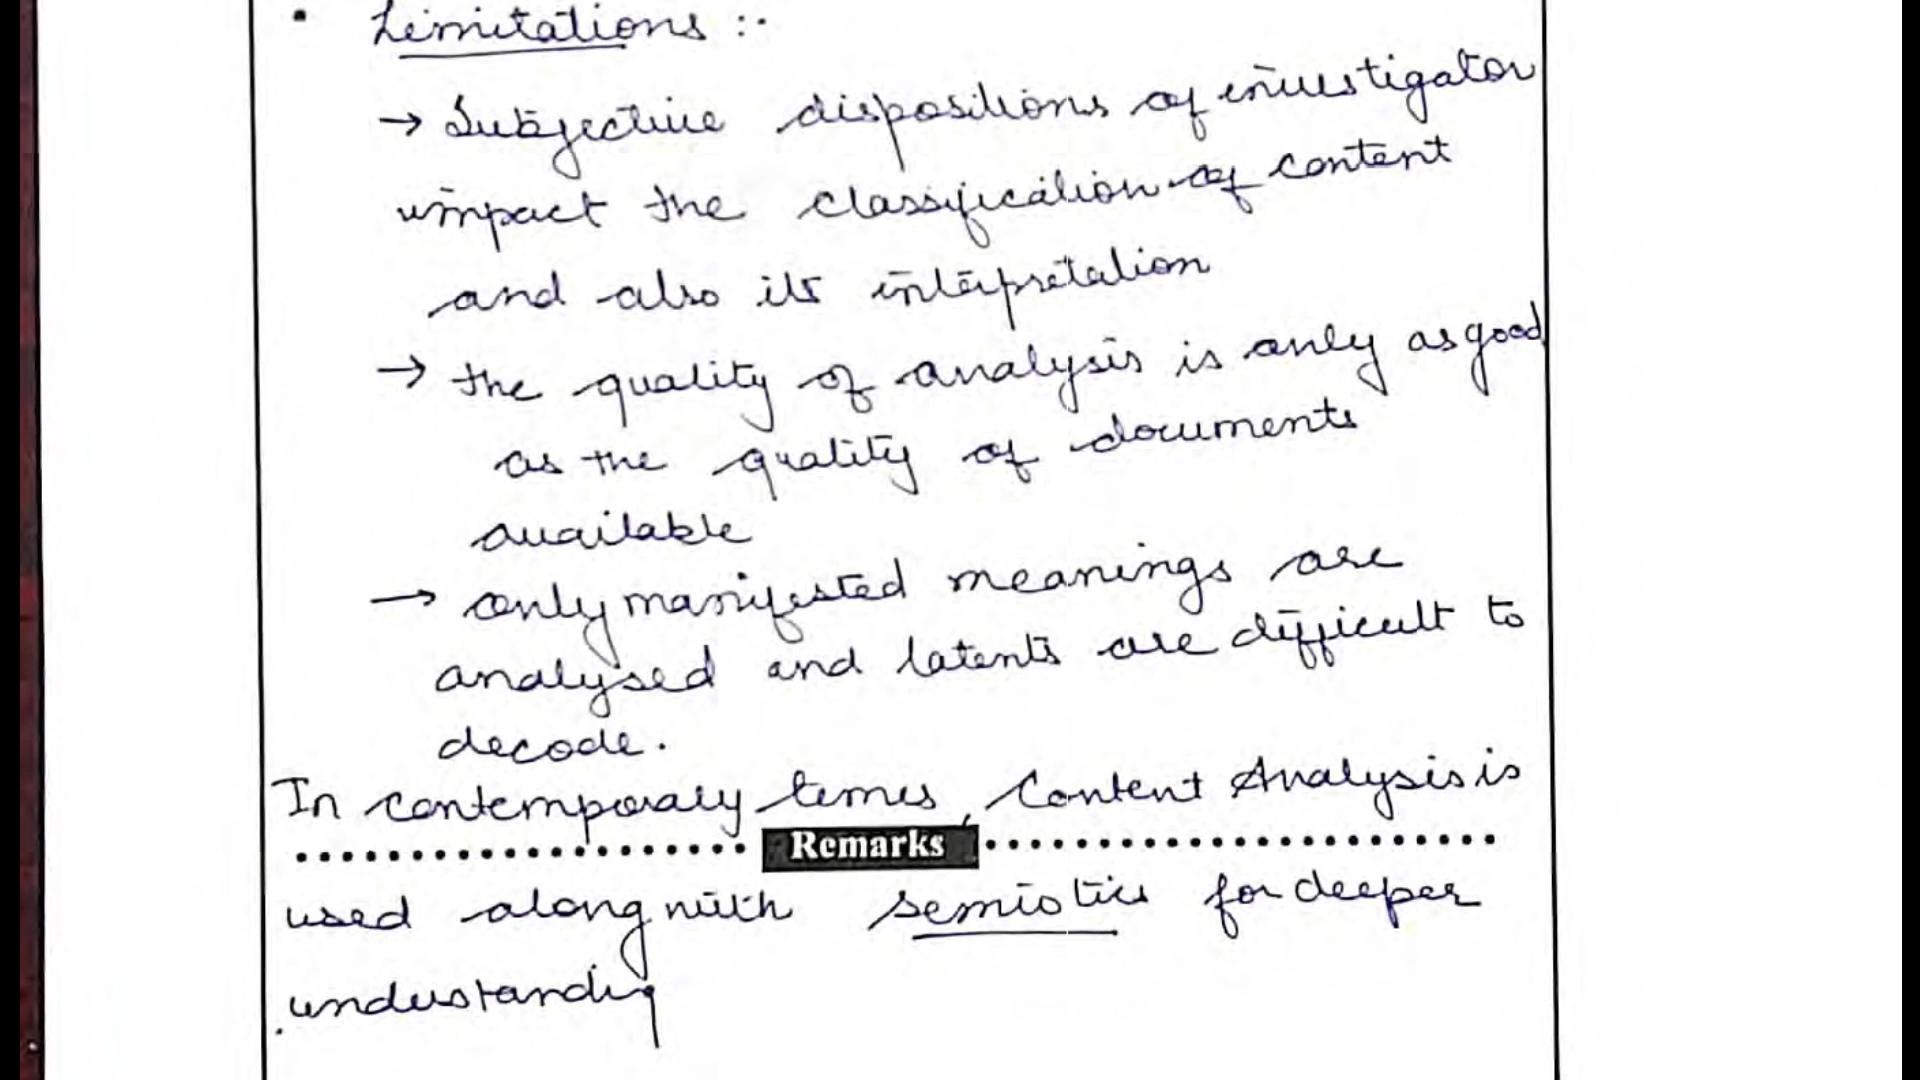 • Limitations :-
→ Subjective dispositions of investigator
impact the classification of content
and also its interpretation
→ the quality of analysis is only as good
as the quality of documents
available
→ only manifested meanings are
analysed and latents are difficult to
decode.
In contemporary times, Content Analysis is
Remarks
used along with semiotics for deeper
understanding